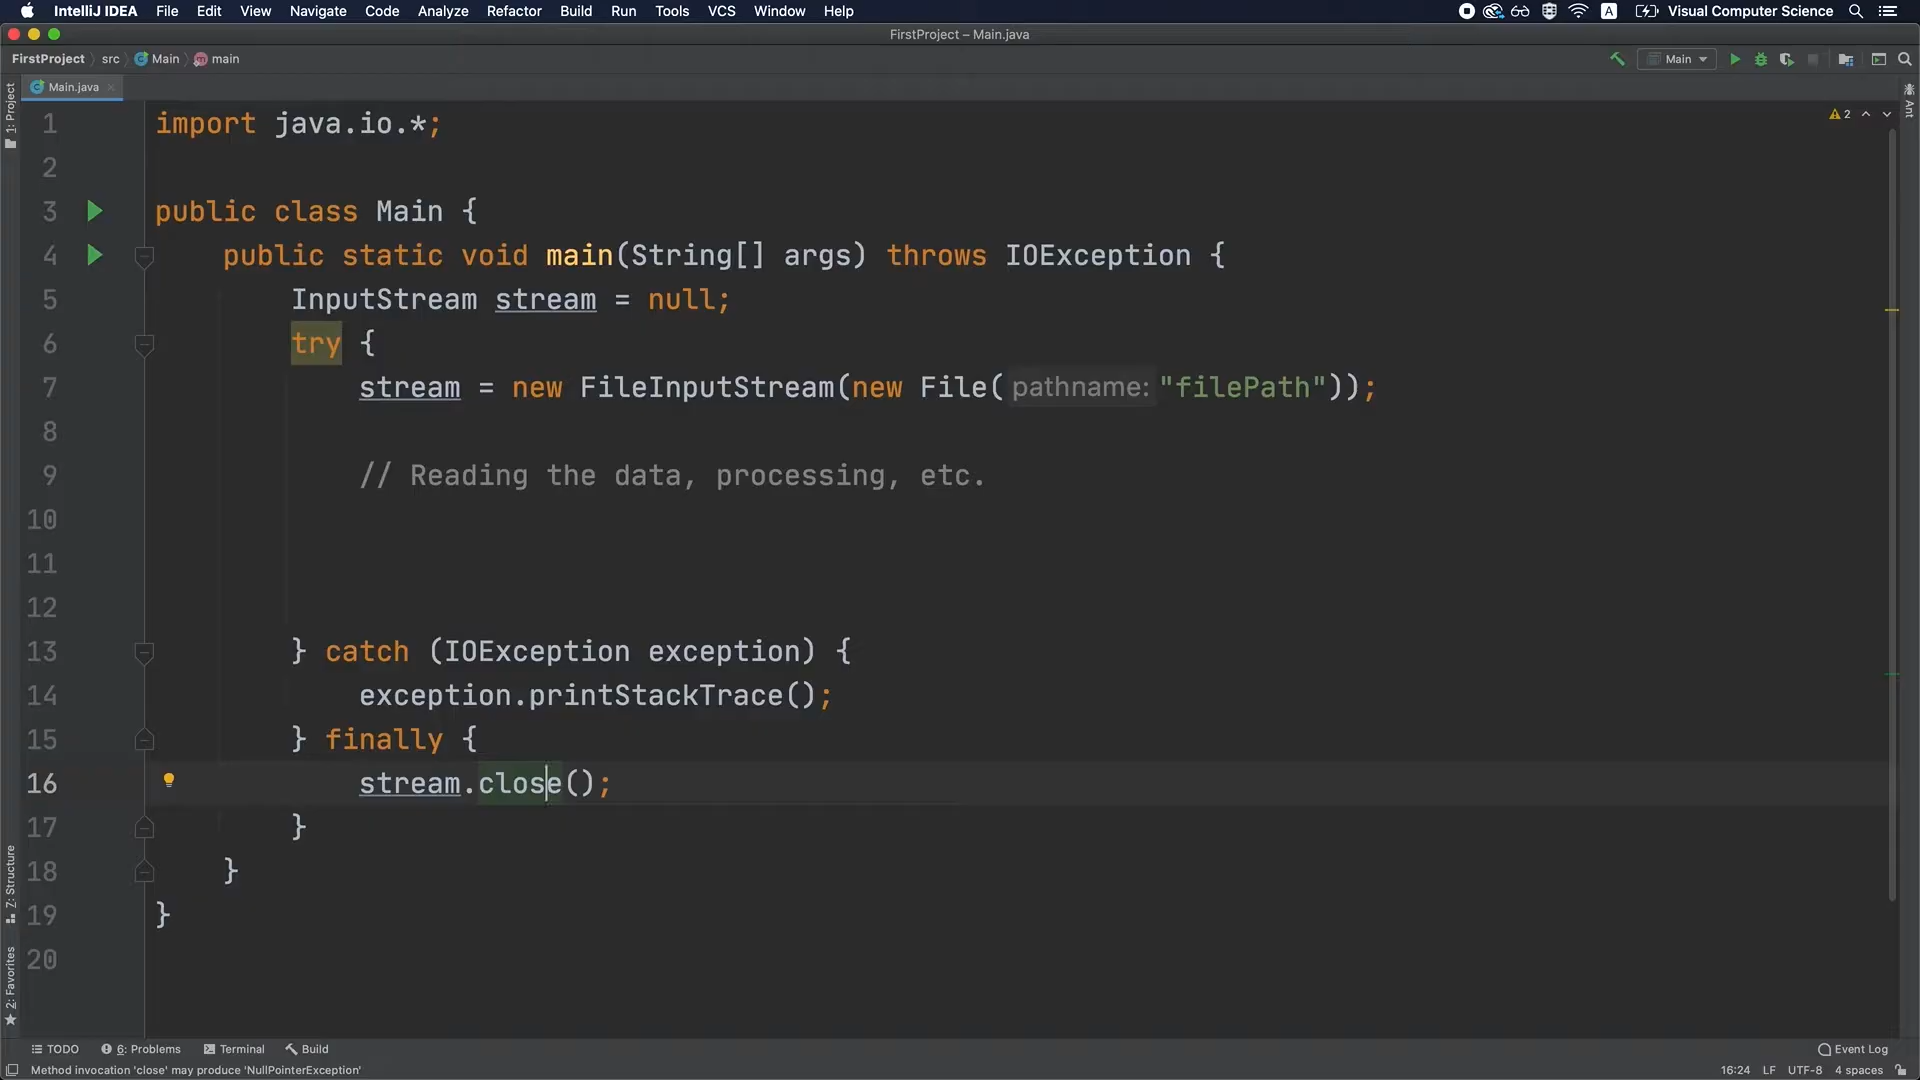 IntelliJ IDEA File Edit View Navigate Code Analyze Refactor Build Run Tools VCS Window Help A Visual Computer Science
FirstProject – Main.java
FirstProject src Main main Main
Main.java
1: Project
Ant
2
1 import java.io.*;
2
3 public class Main {
4 public static void main(String[] args) throws IOException {
5 InputStream stream = null;
6 try {
7 stream = new FileInputStream(new File( pathname: "filePath"));
8
9 // Reading the data, processing, etc.
10
11
12
13 } catch (IOException exception) {
14 exception.printStackTrace();
15 } finally {
16 stream.close();
17 }
18 }
19 }
20
Z: Structure
2: Favorites
TODO 6: Problems Terminal Build Event Log
Method invocation 'close' may produce 'NullPointerException' 16:24 LF UTF-8 4 spaces